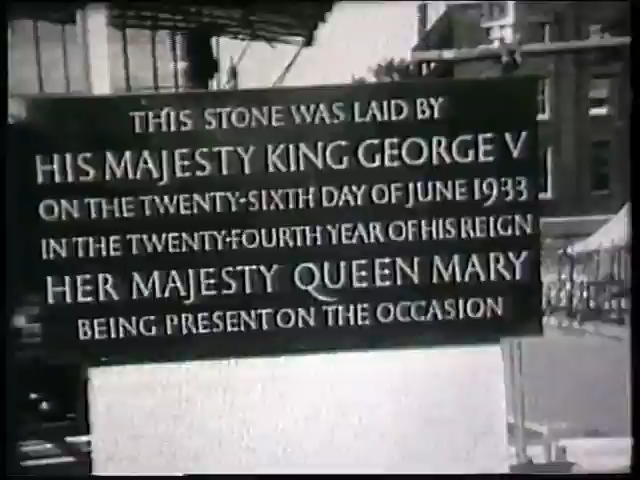 THIS STONE WAS LAID BY
HIS MAJESTY KING GEORGE V
ON THE TWENTY-SIXTH DAY OF JUNE 1933
IN THE TWENTY-FOURTH YEAR OF HIS REIGN
HER MAJESTY QUEEN MARY
BEING PRESENT ON THE OCCASION